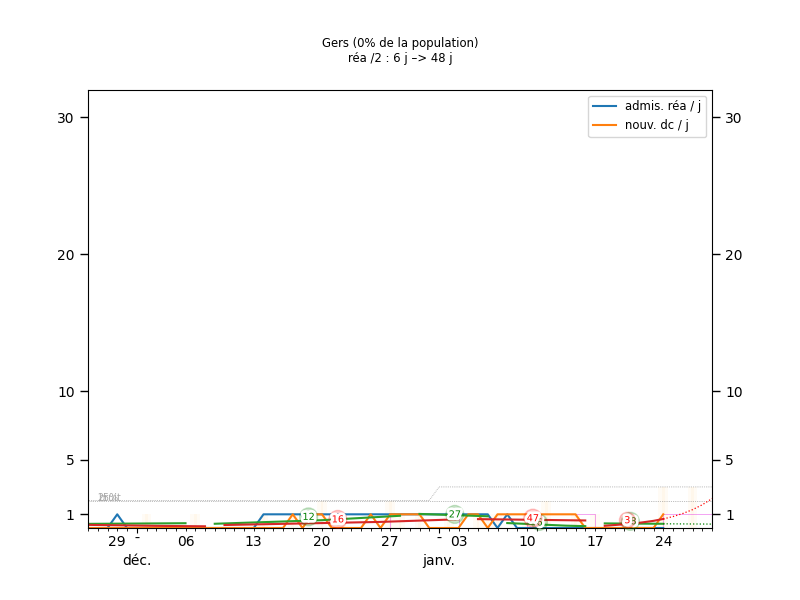 Gers (0% de la population)
réa /2 : 6 j –> 48 j
admis. réa / j
nouv. dc / j
30 30
20 20
10 10
5 5
12 16 27 47 3
1 1
29 - 06 13 20 27 - 03 10 17 24
déc. janv.